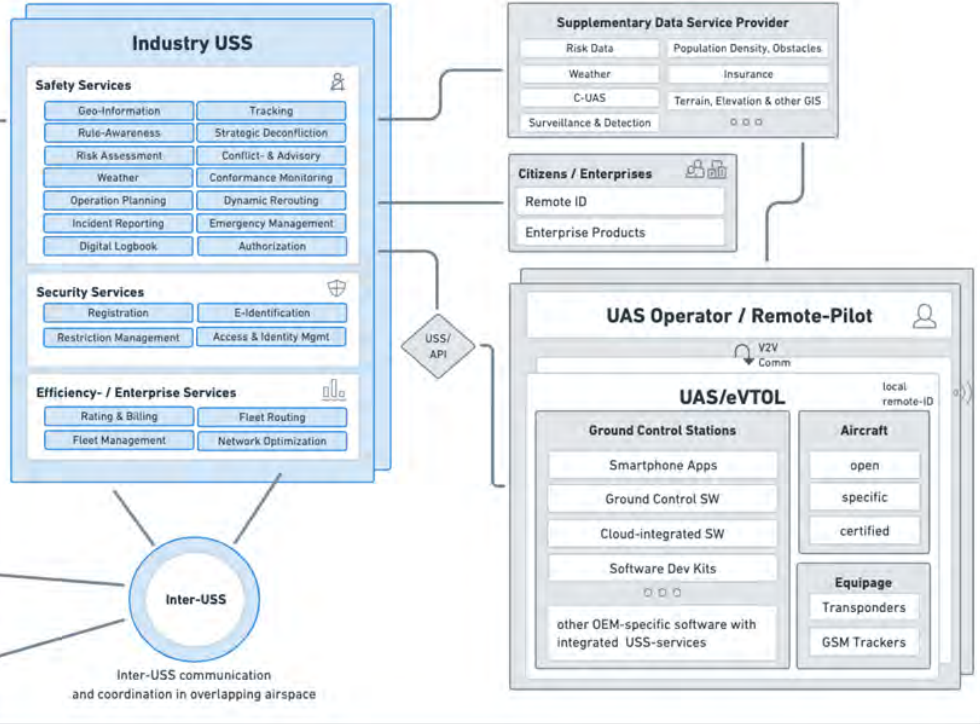 Industry USS
Safety Services
Geo-Information
Tracking
Rule-Awareness
Strategic Deconfliction
Risk Assessment
Conflict- & Advisory
Weather
Conformance Monitoring
Operation Planning
Dynamic Rerouting
Incident Reporting
Emergency Management
Digital Logbook
Authorization
Security Services
Registration
E-Identification
Restriction Management
Access & Identity Mgmt
Efficiency- / Enterprise Services
Rating & Billing
Fleet Routing
Fleet Management
Network Optimization
Inter-USS
Inter-USS communication
and coordination in overlapping airspace
USS/
API
Supplementary Data Service Provider
Risk Data
Population Density, Obstacles
Weather
Insurance
C-UAS
Terrain, Elevation & other GIS
Surveillance & Detection
Citizens / Enterprises
Remote ID
Enterprise Products
UAS Operator / Remote-Pilot
V2V
Comm
UAS/eVTOL
local
remote-ID
Ground Control Stations
Smartphone Apps
Ground Control SW
Cloud-integrated SW
Software Dev Kits
other OEM-specific software with
integrated USS-services
Aircraft
open
specific
certified
Equipage
Transponders
GSM Trackers